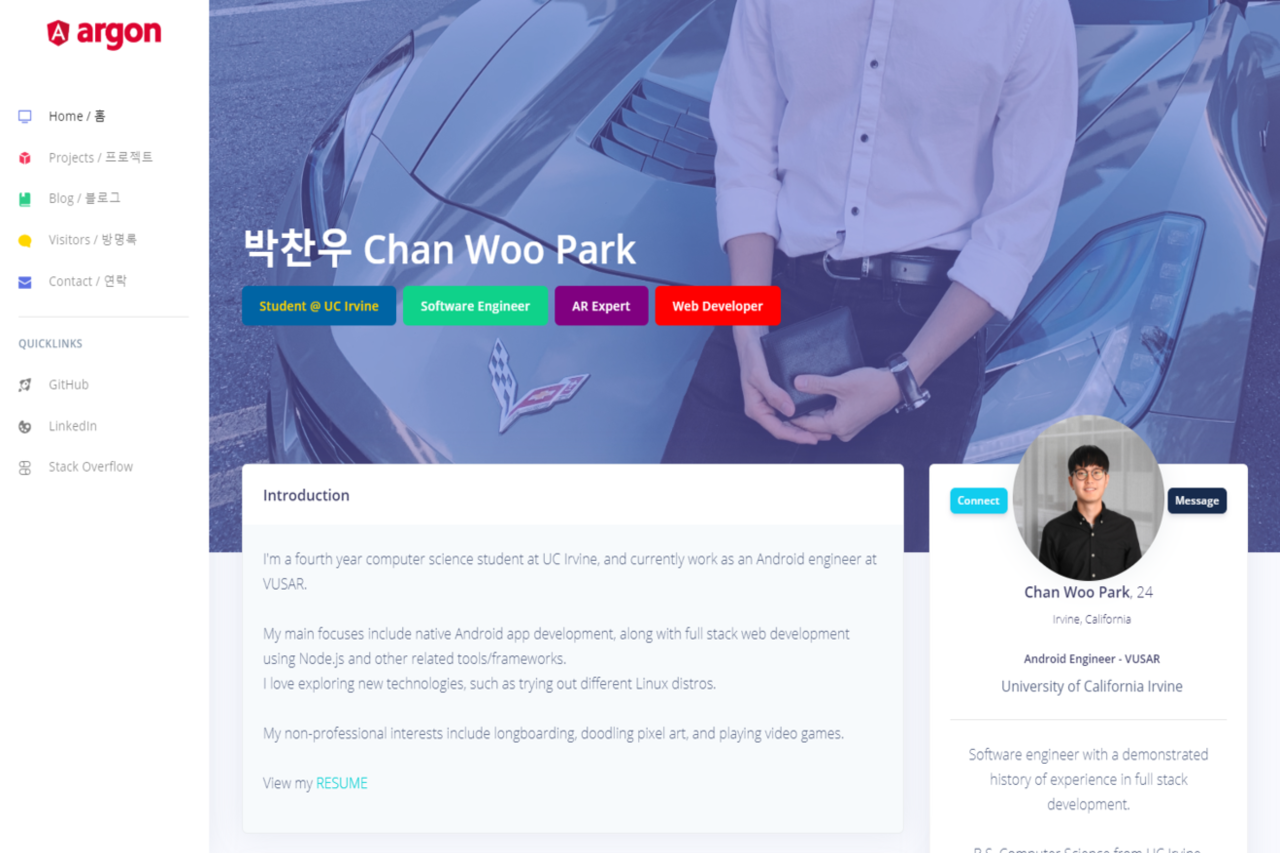 argon
Home / 홈
Projects / 프로젝트
Blog / 블로그
Visitors / 방명록
Contact / 연락
QUICKLINKS
GitHub
LinkedIn
Stack Overflow
박찬우 Chan Woo Park
Student @ UC Irvine
Software Engineer
AR Expert
Web Developer
Introduction
I'm a fourth year computer science student at UC Irvine, and currently work as an Android engineer at
VUSAR.
My main focuses include native Android app development, along with full stack web development
using Node.js and other related tools/frameworks.
I love exploring new technologies, such as trying out different Linux distros.
My non-professional interests include longboarding, doodling pixel art, and playing video games.
View my RESUME
Connect
Message
Chan Woo Park, 24
Irvine, California
Android Engineer - VUSAR
University of California Irvine
Software engineer with a demonstrated
history of experience in full stack
development.
B.S. Computer Science from UC Irvine